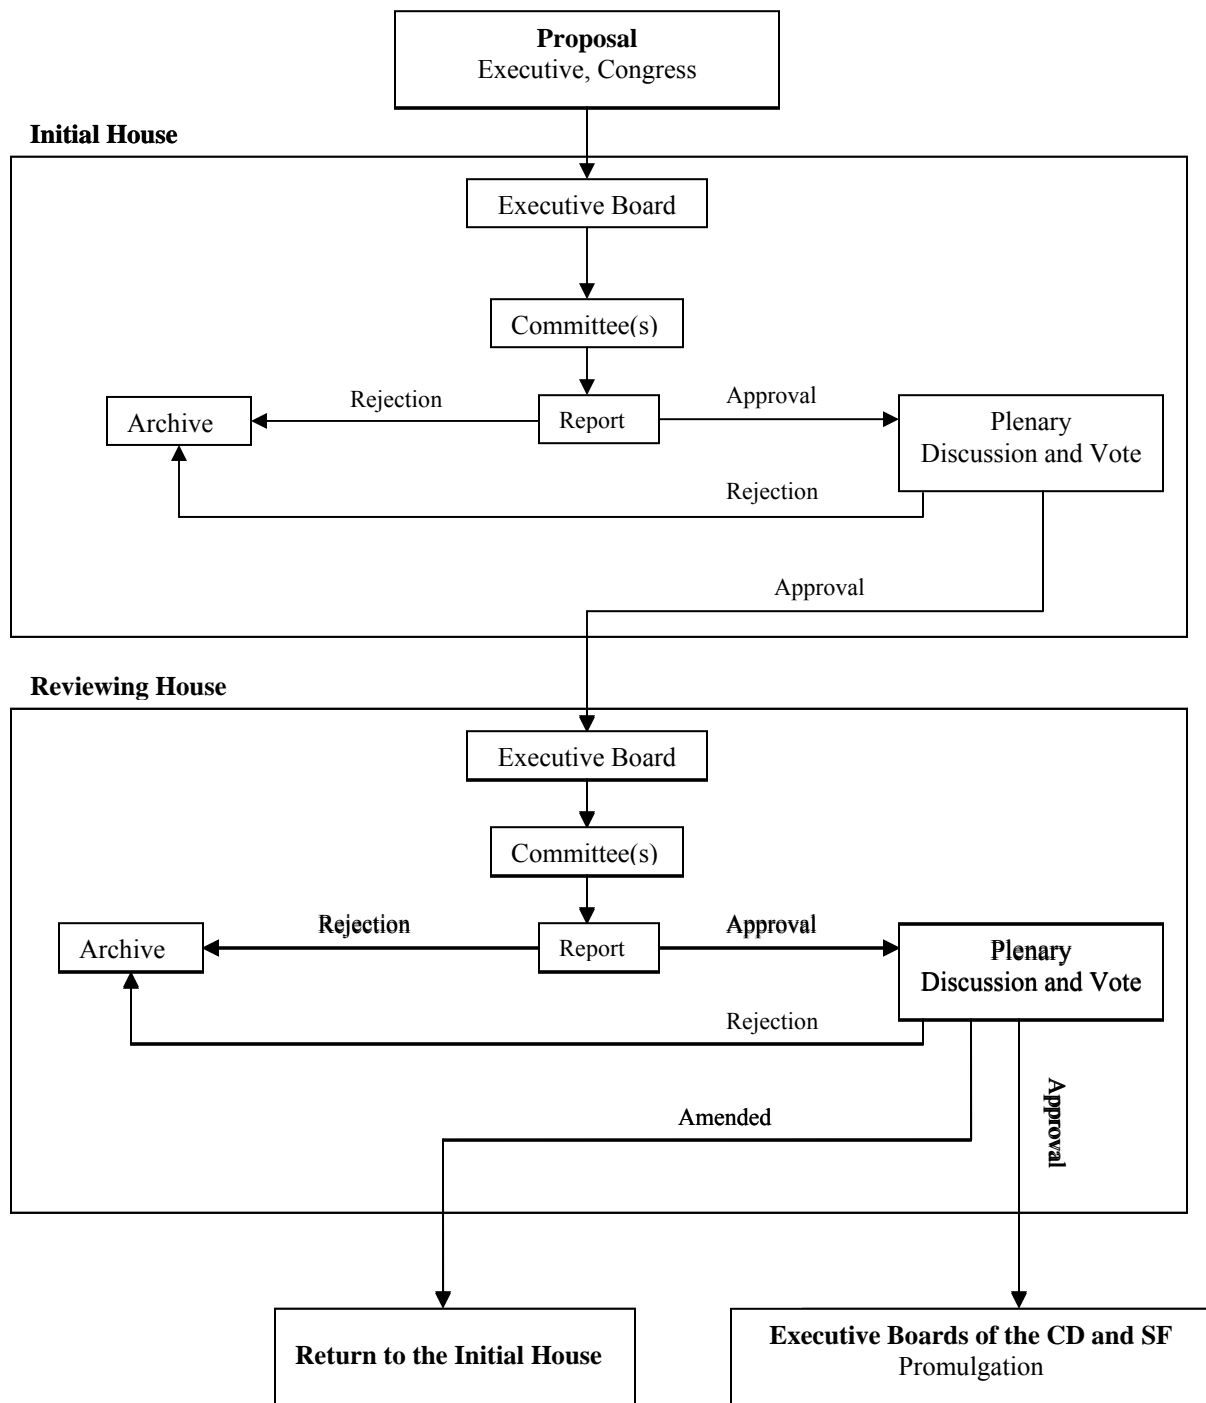 Proposal
Executive, Congress
Initial House
Executive Board
Committee(s)
Rejection
Approval
Archive
Report
Plenary
Discussion and Vote
Rejection
Approval
Reviewing House
Executive Board
Committee(s)
Rejection
Approval
Archive
Report
Plenary
Discussion and Vote
Rejection
Approval
Amended
Return to the Initial House
Executive Boards of the CD and SF
Promulgation